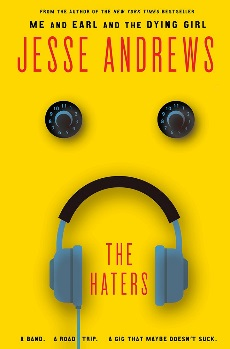 FROM THE AUTHOR OF THE NEW YORK TIMES BESTSELLER
ME AND EARL AND THE DYING GIRL
JESSE ANDREWS
THE
HATERS
A BAND. A ROAD TRIP. A GIG THAT MAYBE DOESN'T SUCK.